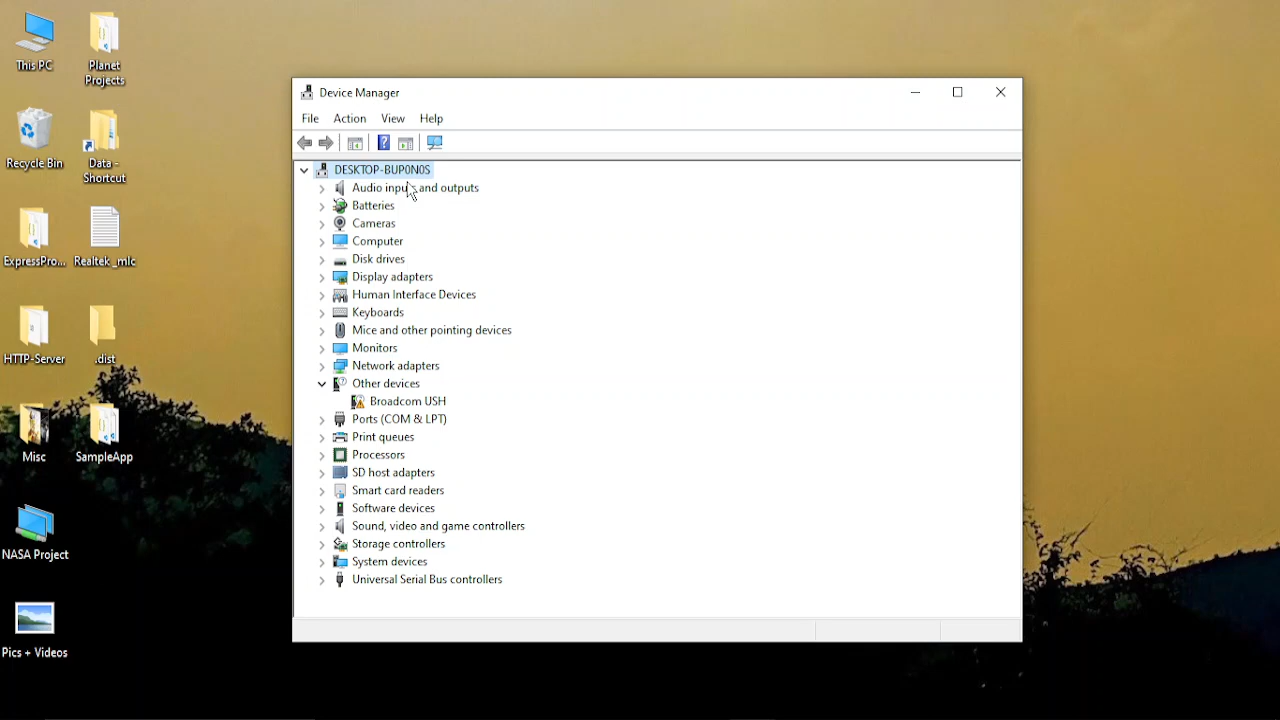 This PC
Planet
Projects
Recycle Bin
Data -
Shortcut
ExpressPro...
Realtek _mic
HTTP-Server
.dist
Misc
SampleApp
NASA Project
Pics + Videos
Device Manager
File Action View Help
DESKTOP-BUP0N0S
Audio inputs and outputs
Batteries
Cameras
Computer
Disk drives
Display adapters
Human Interface Devices
Keyboards
Mice and other pointing devices
Monitors
Network adapters
Other devices
Broadcom USH
Ports (COM & LPT)
Print queues
Processors
SD host adapters
Smart card readers
Software devices
Sound, video and game controllers
Storage controllers
System devices
Universal Serial Bus controllers